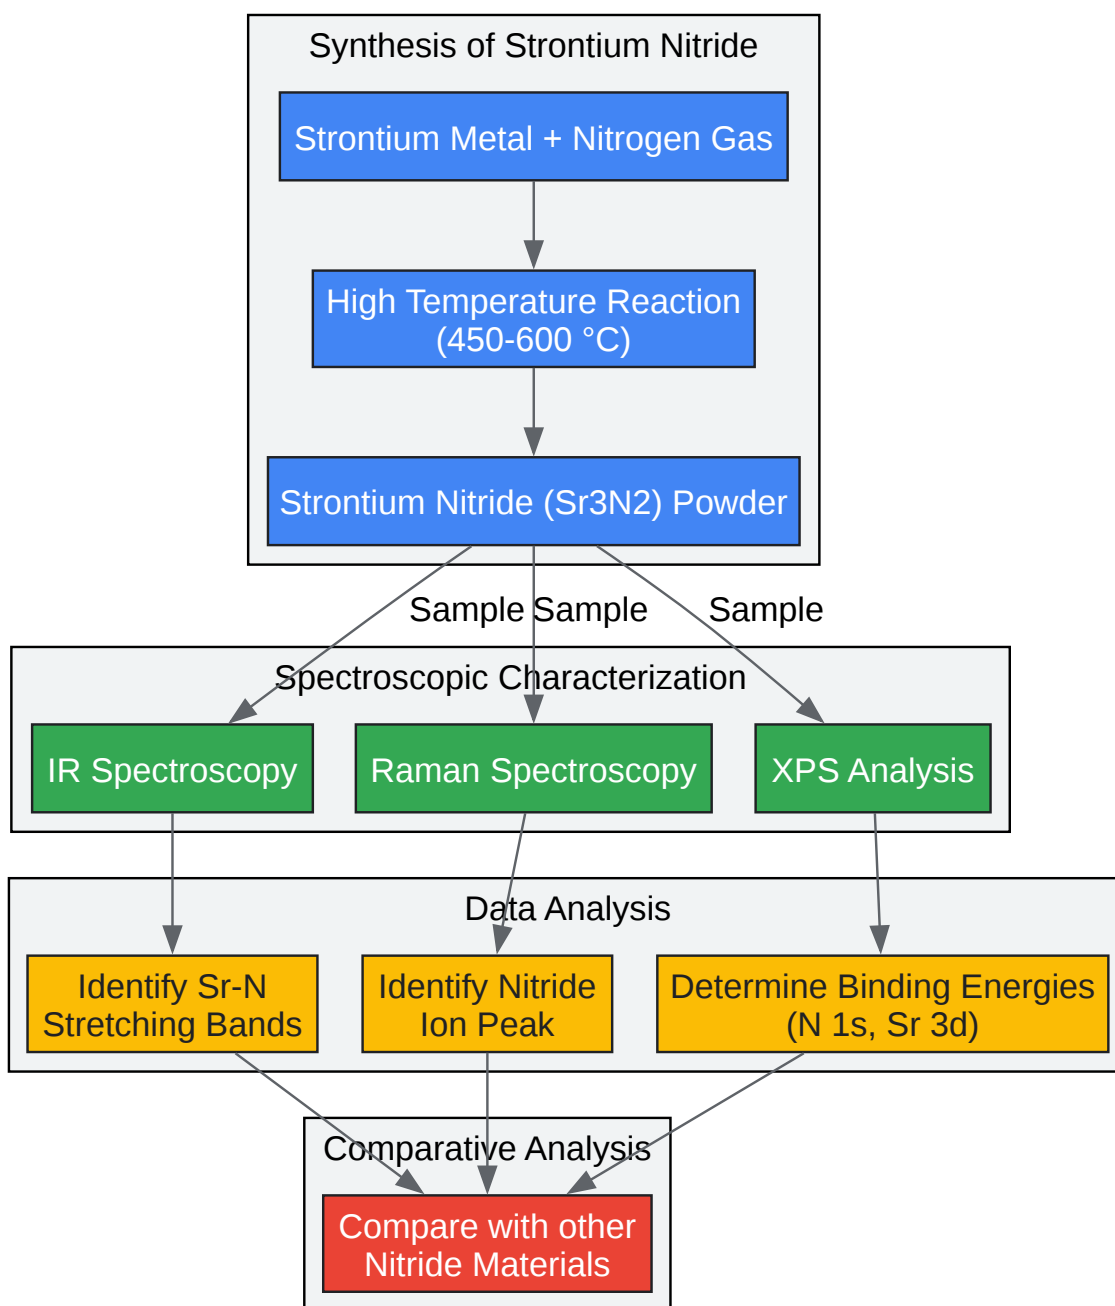 Synthesis of Strontium Nitride
Strontium Metal + Nitrogen Gas
High Temperature Reaction
(450-600 °C)
Strontium Nitride (Sr3N2) Powder
Sample
Sample
Sample
Spectroscopic Characterization
IR Spectroscopy
Raman Spectroscopy
XPS Analysis
Data Analysis
Identify Sr-N
Stretching Bands
Identify Nitride
Ion Peak
Determine Binding Energies
(N 1s, Sr 3d)
Comparative Analysis
Compare with other
Nitride Materials